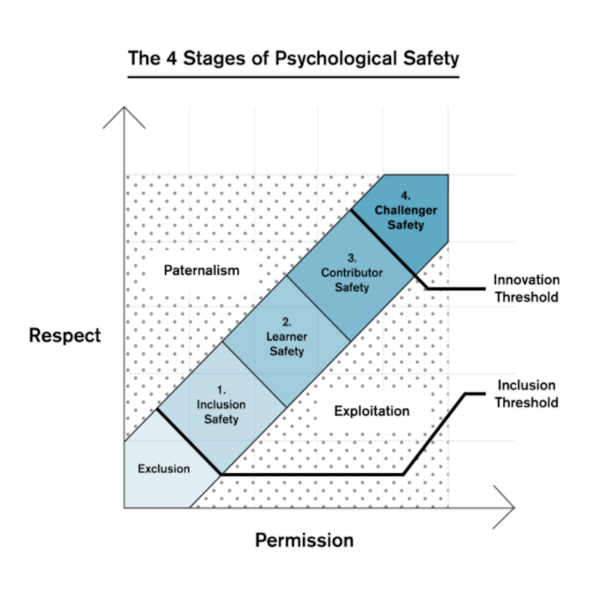 The 4 Stages of Psychological Safety
4.
Challenger
Safety
3.
Contributor
Safety
Paternalism
Innovation
Threshold
2.
Learner
Safety
Respect
1.
Inclusion
Safety
Inclusion
Threshold
Exploitation
Exclusion
Permission